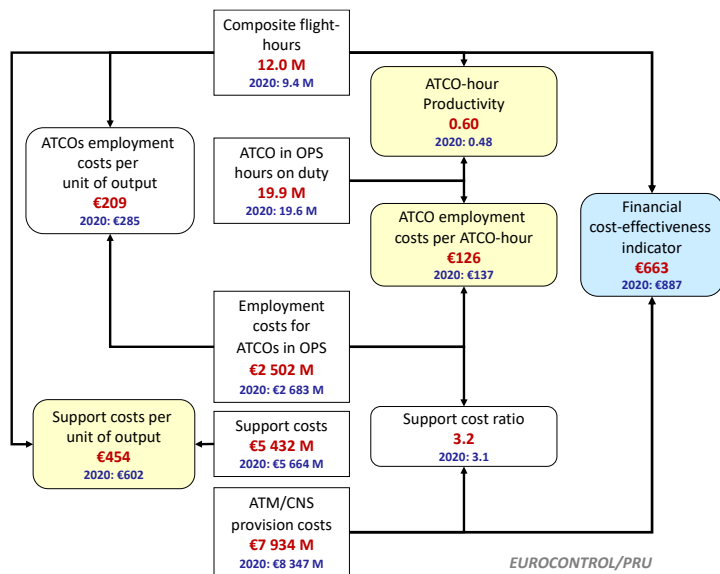 Composite flight-
hours
12.0 M
2020: 9.4 M
ATCO-hour
Productivity
0.60
2020: 0.48
ATCOs employment
costs per
unit of output
€209
2020: €285
ATCO in OPS
hours on duty
19.9 M
2020: 19.6 M
ATCO employment
costs per ATCO-hour
€126
2020: €137
Financial
cost-effectiveness
indicator
€663
2020: €887
Employment
costs for
ATCOs in OPS
€2 502 M
2020: €2 683 M
Support costs per
unit of output
€454
2020: €602
Support costs
€5 432 M
2020: €5 664 M
Support cost ratio
3.2
2020: 3.1
ATM/CNS
provision costs
€7 934 M
2020: €8 347 M
EUROCONTROL/PRU